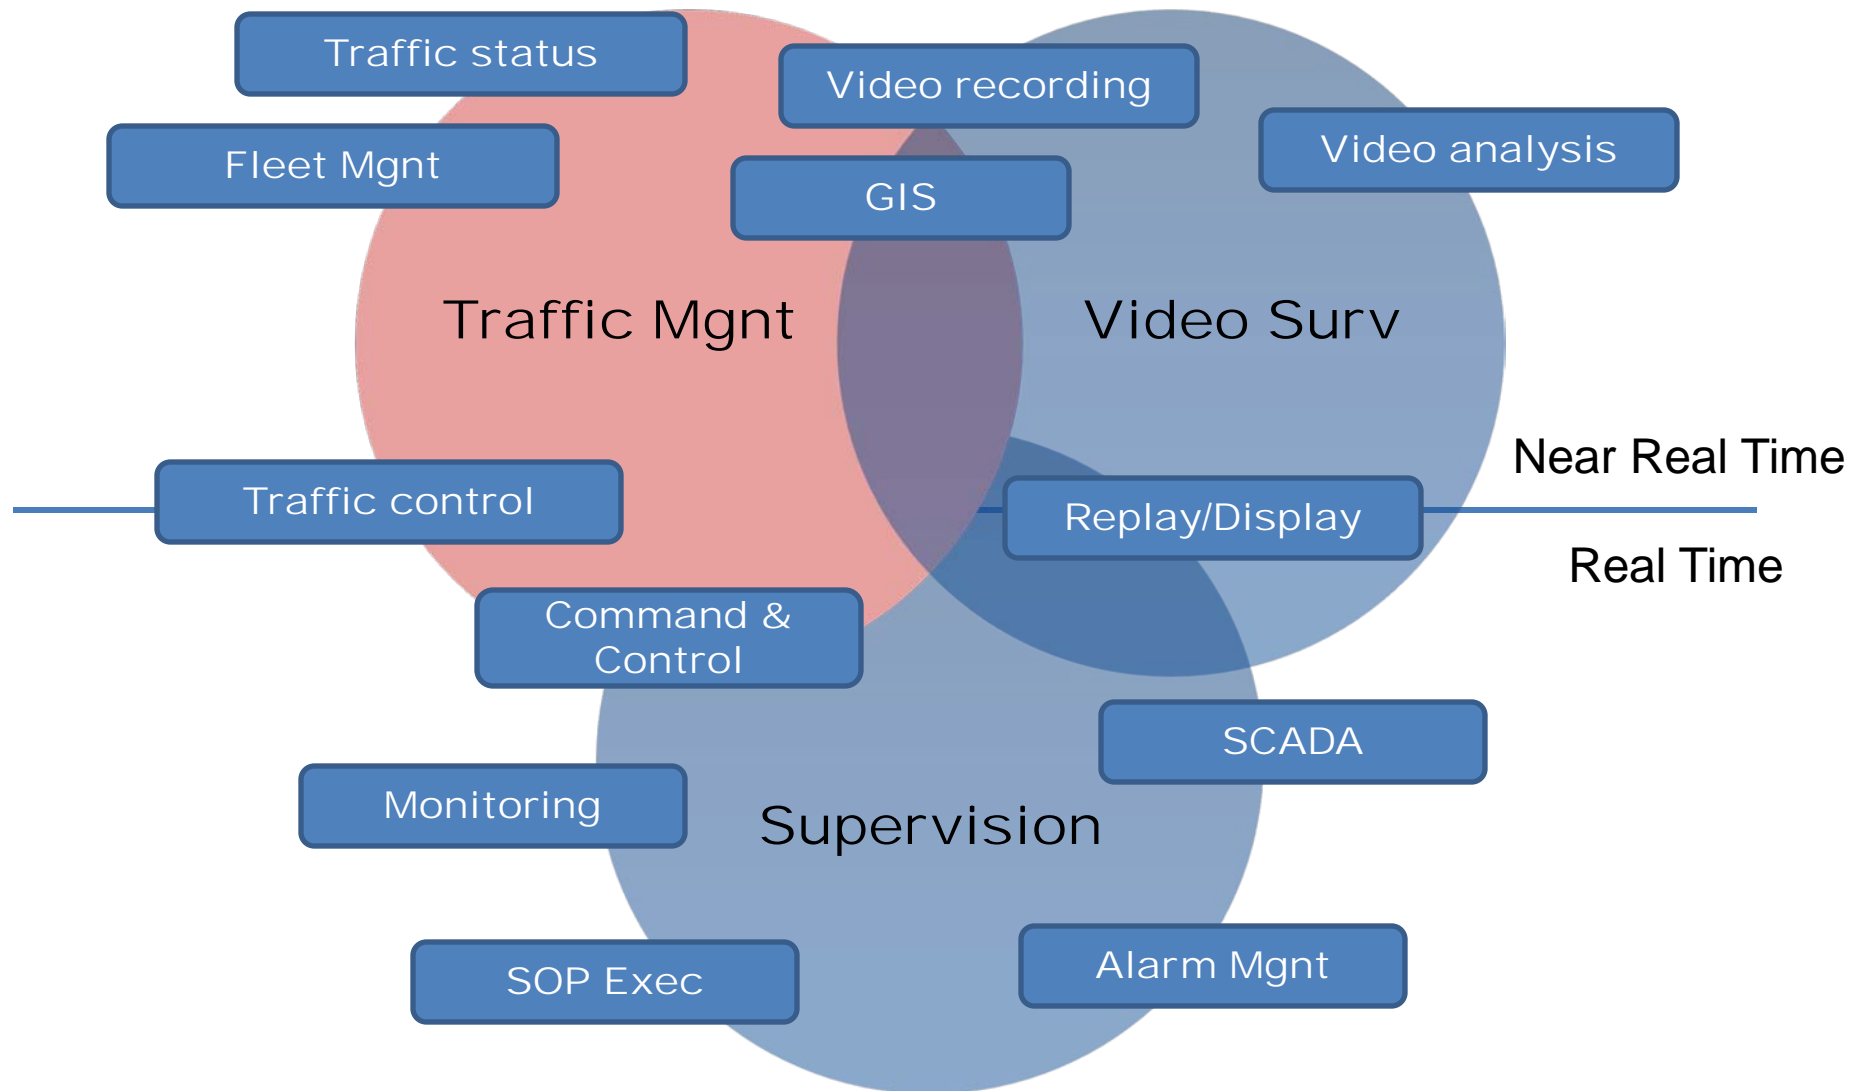 Traffic status
Video recording
Video analysis
Fleet Mgnt
GIS
Traffic Mgnt
Video Surv
Near Real Time
Traffic control
Replay/Display
Real Time
Command &
Control
SCADA
Monitoring
Supervision
Alarm Mgnt
SOP Exec